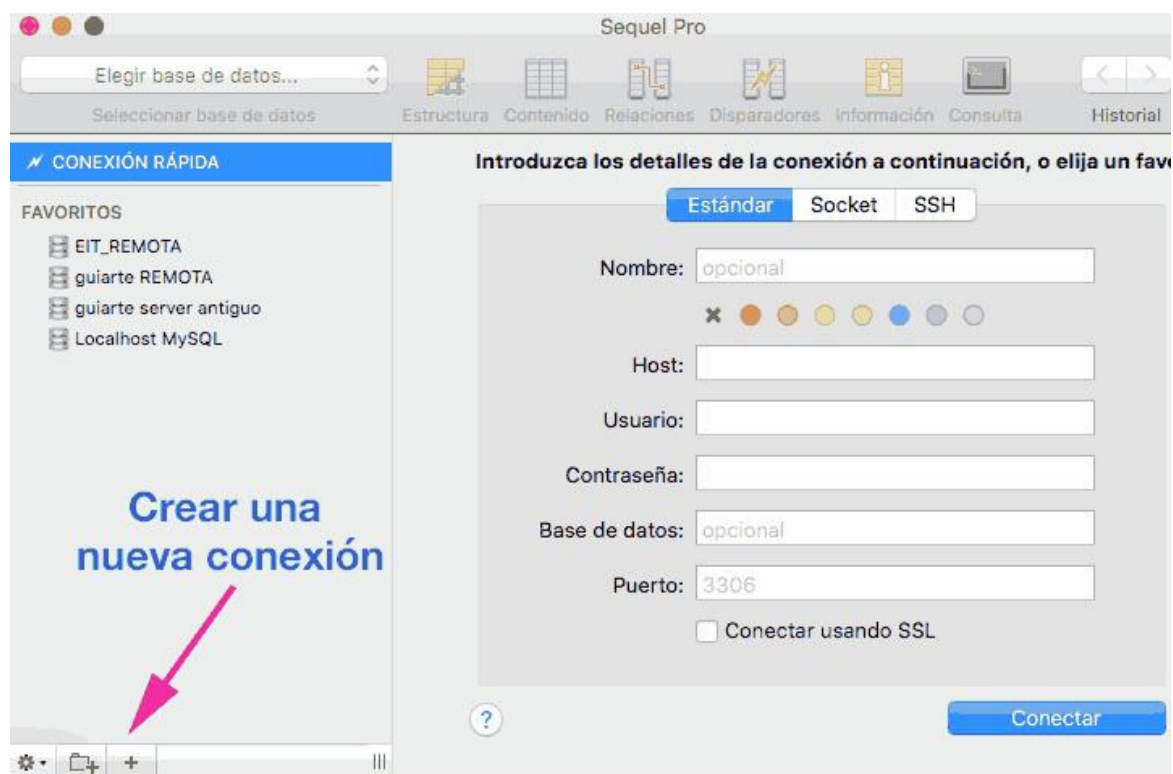 Sequel Pro
Elegir base de datos...
Seleccionar base de datos
Estructura Contenido Relaciones Disparadores Información Consulta Historial
CONEXIÓN RÁPIDA
FAVORITOS
EIT_REMOTA
guiarte REMOTA
guiarte server antiguo
Localhost MySQL
Crear una
nueva conexión
Introduzca los detalles de la conexión a continuación, o elija un fav
Estándar Socket SSH
Nombre: opcional
Host:
Usuario:
Contraseña:
Base de datos: opcional
Puerto: 3306
Conectar usando SSL
? Conectar